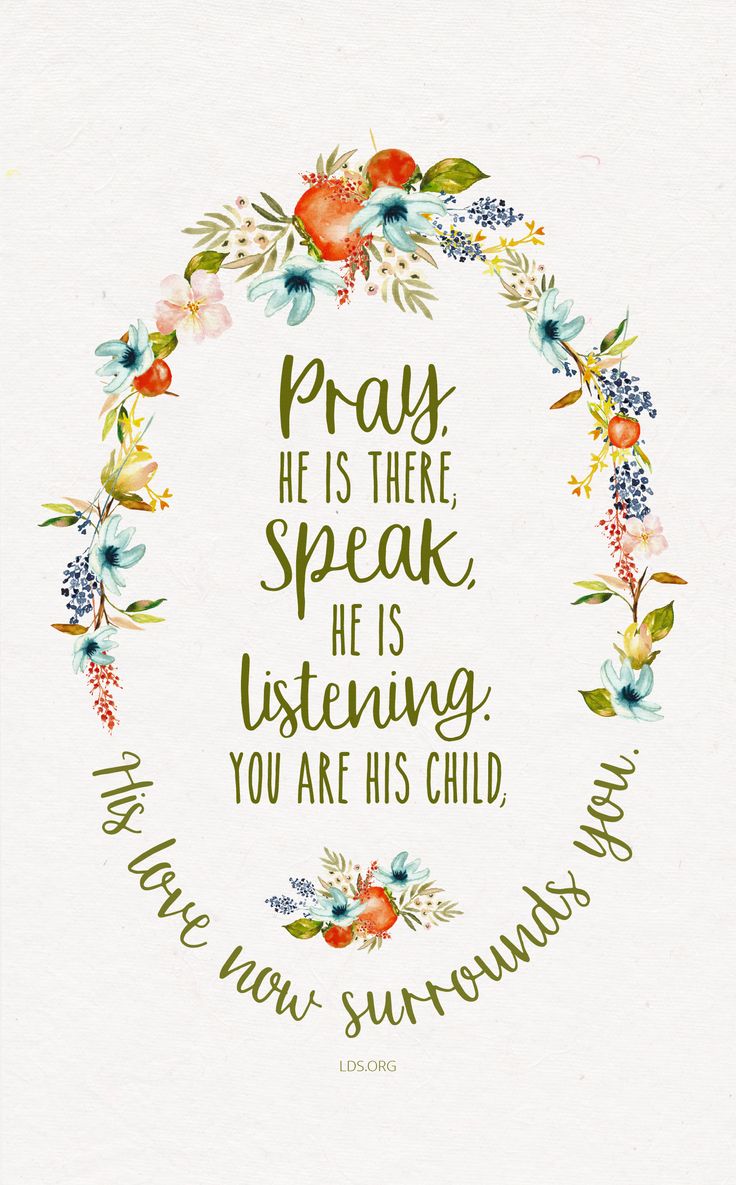 Pray,
HE IS THERE;
Speak,
HE IS
listening.
YOU ARE HIS CHILD;
His love now surrounds you.
LDS.ORG